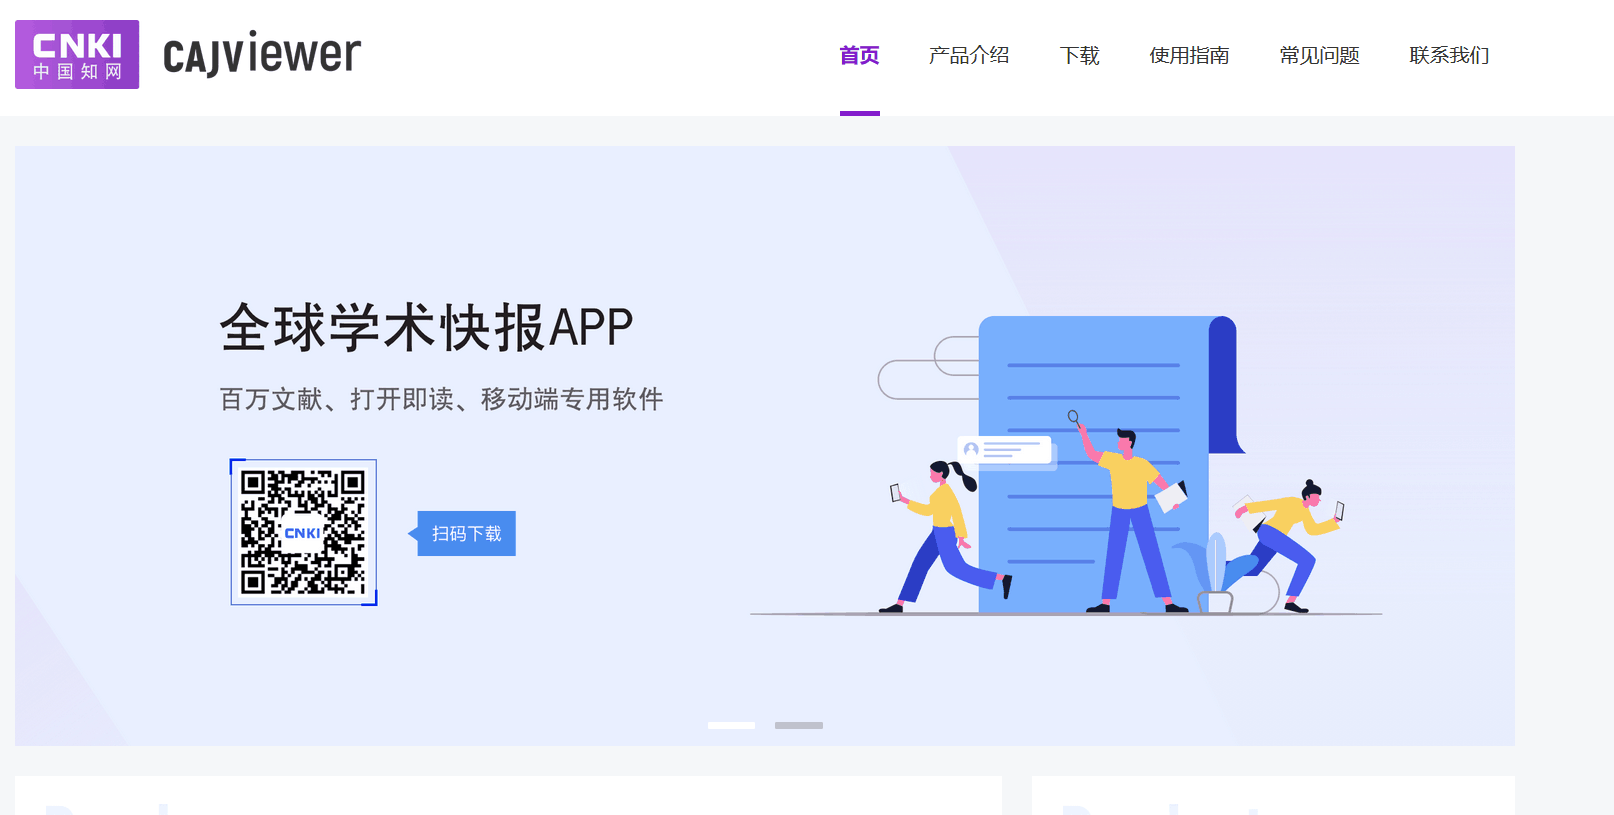 CNKI
中国知网
CAJViewer
首页
产品介绍
下载
使用指南
常见问题
联系我们
全球学术快报APP
百万文献、打开即读、移动端专用软件
CNKI
扫码下载